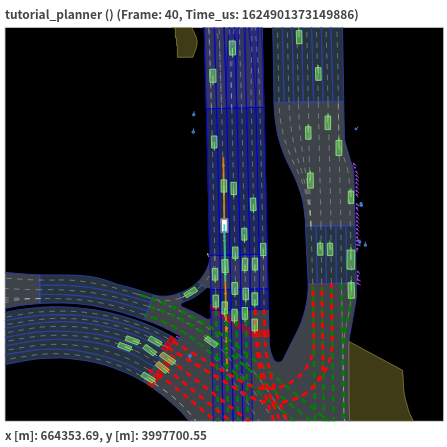 tutorial_planner () (Frame: 40, Time_us: 1624901373149886)
x [m]: 664353.69, y [m]: 3997700.55